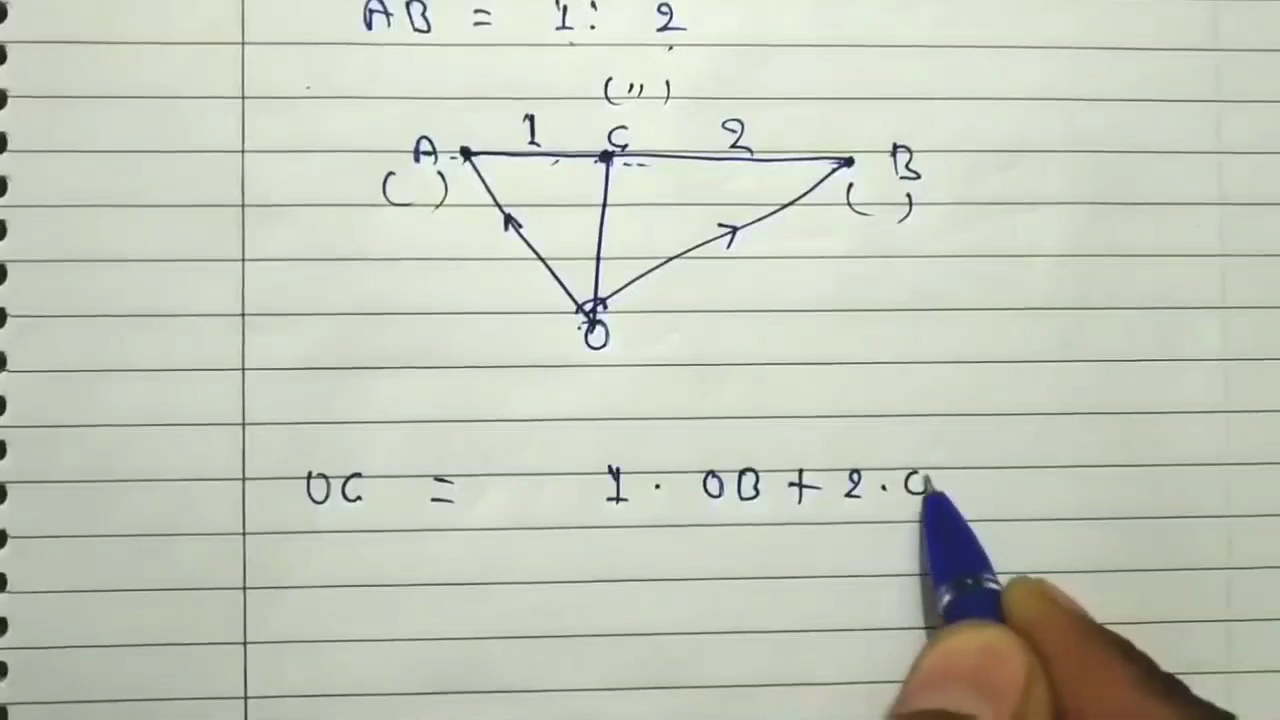 AB = 1: 2
( ,, )
1 C 2
A B
( ) ( )
O
OC = 1 · OB + 2 ·